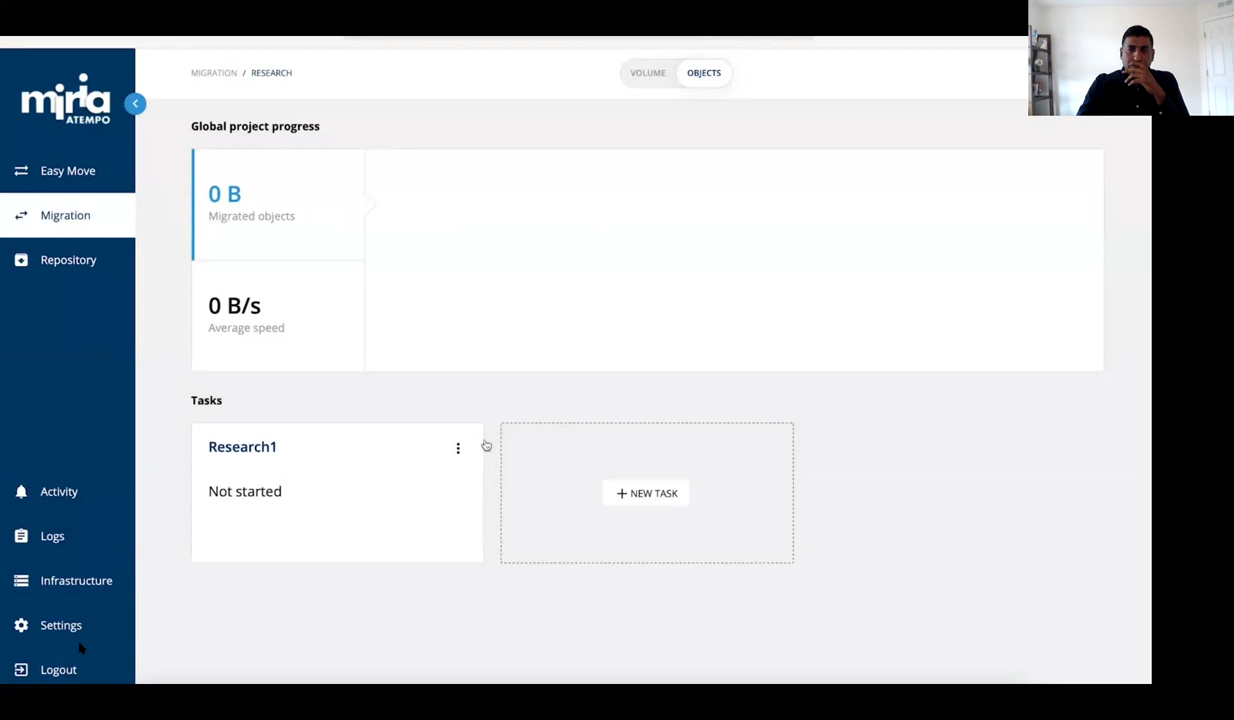 miria
ATEMPO
Easy Move
Migration
Repository
Activity
Logs
Infrastructure
Settings
Logout
MIGRATION / RESEARCH
VOLUME
OBJECTS
Global project progress
0 B
Migrated objects
0 B/s
Average speed
Tasks
Research1
Not started
+ NEW TASK